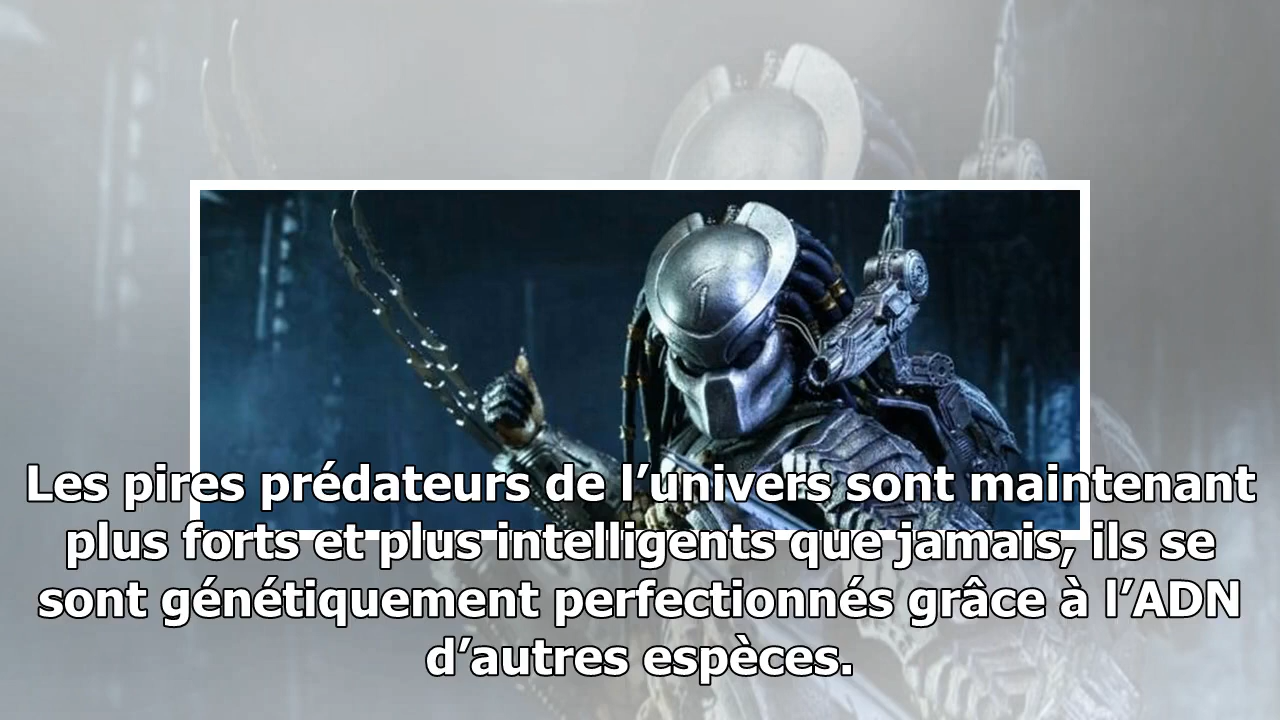 Les pires prédateurs de l’univers sont maintenant
plus forts et plus intelligents que jamais, ils se
sont génétiquement perfectionnés grâce à l’ADN
d’autres espèces.